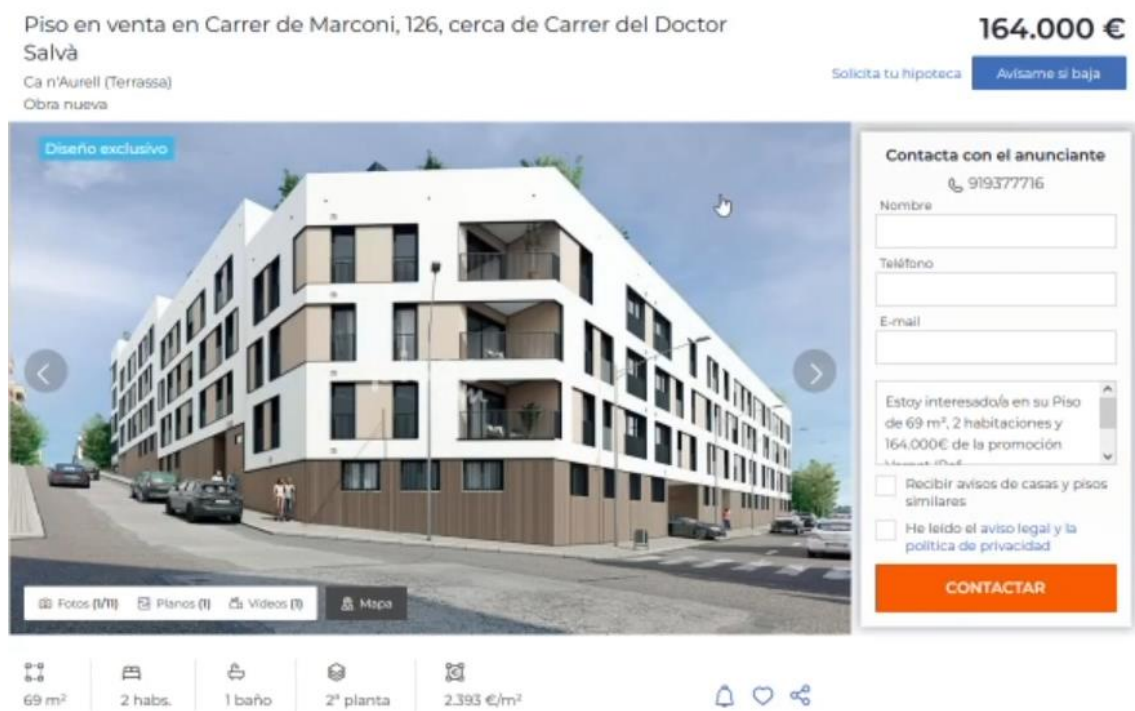 Piso en venta en Carrer de Marconi, 126, cerca de Carrer del Doctor
Salvà
Ca n'Aurell (Terrassa)
Obra nueva
164.000 €
Solicita tu hipoteca
Avísame si baja
Diseño exclusivo
Fotos (1/11)
Planos (1)
Vídeos (1)
Mapa
Contacta con el anunciante
919377716
Nombre
Teléfono
E-mail
Estoy interesado/a en su Piso
de 69 m², 2 habitaciones y
164.000€ de la promoción
Recibir avisos de casas y pisos
similares
He leído el aviso legal y la
política de privacidad
CONTACTAR
69 m²
2 habs.
1 baño
2ª planta
2.393 €/m²